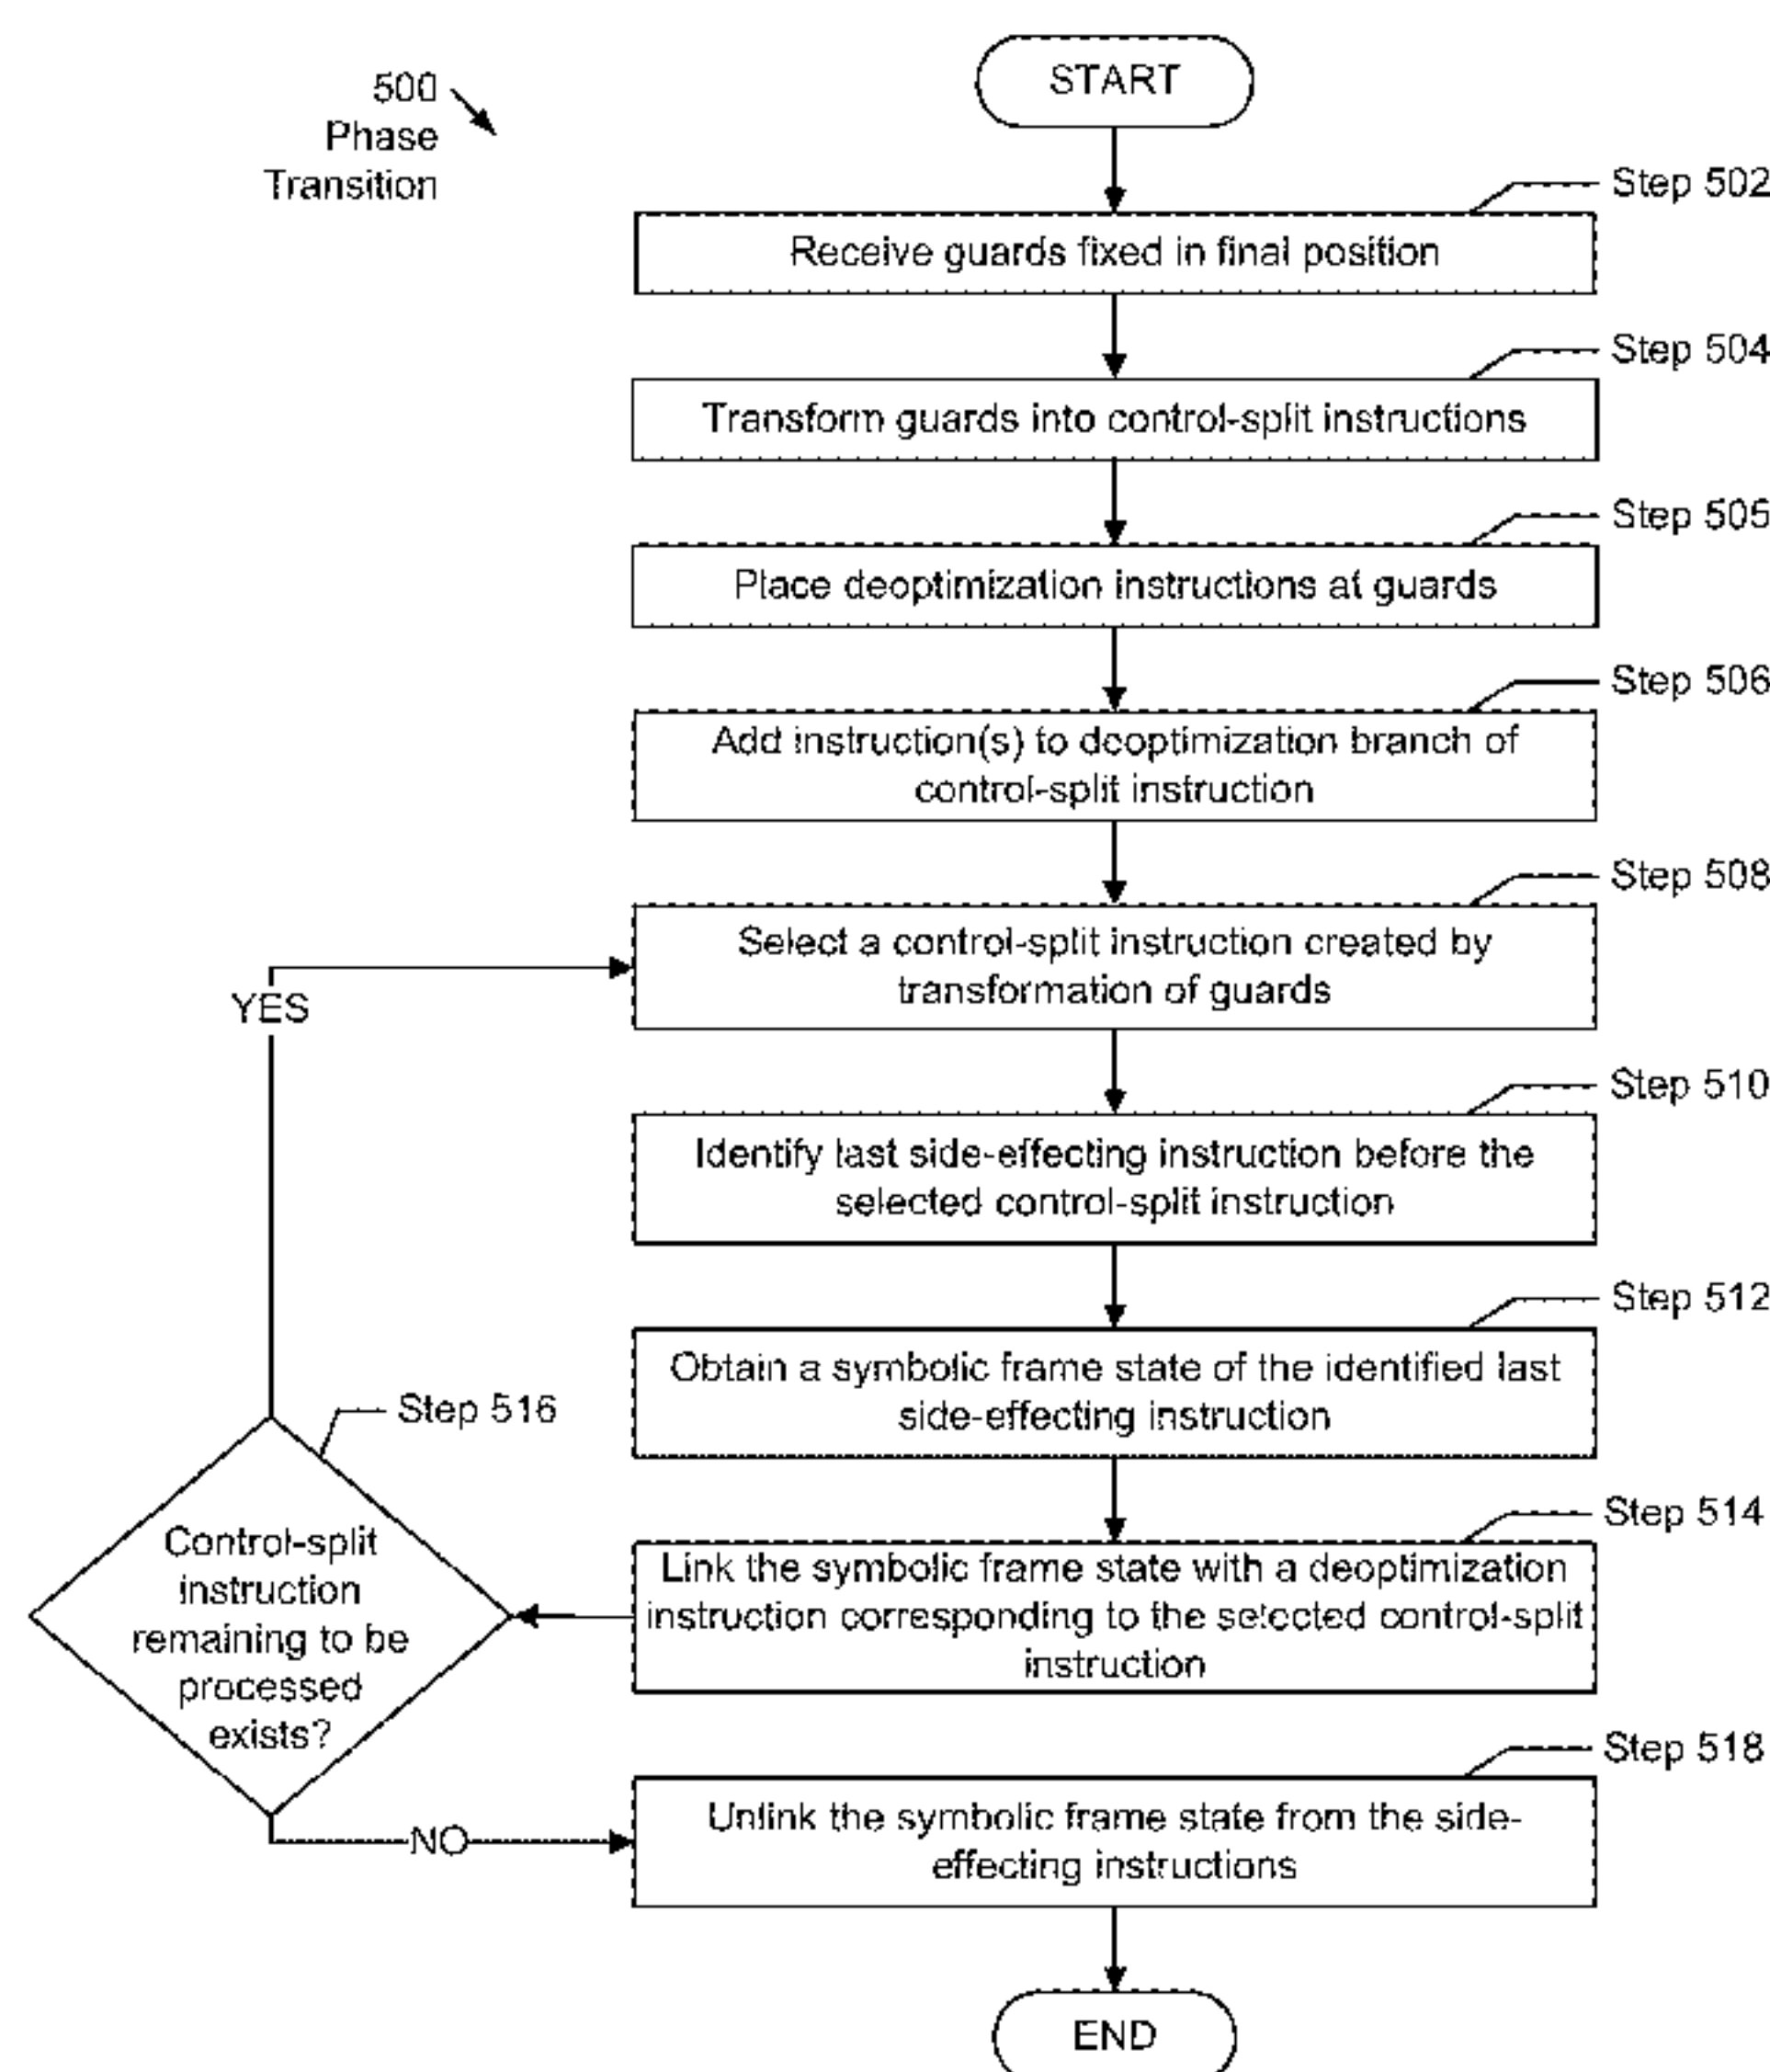 500
Phase
Transition
START
Step 502
Receive guards fixed in final position
Step 504
Transform guards into control-split instructions
Step 505
Place deoptimization instructions at guards
Step 506
Add instruction(s) to deoptimization branch of
control-split instruction
Step 508
Select a control-split instruction created by
transformation of guards
YES
Step 510
Identify last side-effecting instruction before the
selected control-split instruction
Step 512
Obtain a symbolic frame state of the identified last
side-effecting instruction
Step 516
Control-split
instruction
remaining to be
processed
exists?
Step 514
Link the symbolic frame state with a deoptimization
instruction corresponding to the selected control-split
instruction
Step 518
NO
Unlink the symbolic frame state from the side-
effecting instructions
END